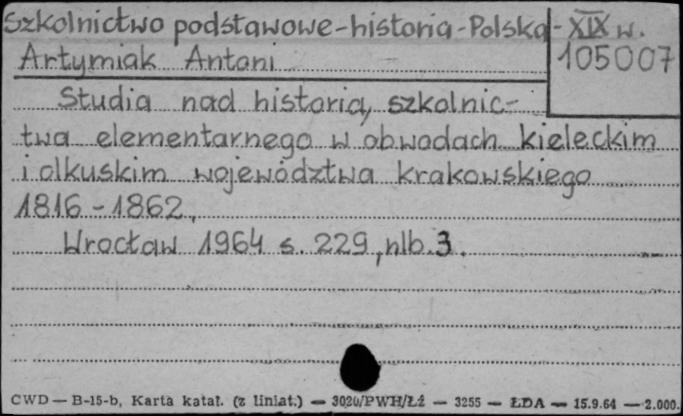 Szkolnictwo podstawowe-historia-Polska-XIX w.
Artymiak Antoni
105007
Studia nad historią szkolnic-
twa elementarnego w obwodach kieleckim
i olkuskim województwa krakowskiego
1816-1862.
Wrocław 1964 s. 229, nlb. 3.
CWD — B-15-b, Karta katal. (z liniat.) — 3020/PWH/Łź — 3255 — ŁDA — 15.9.64 — 2.000.